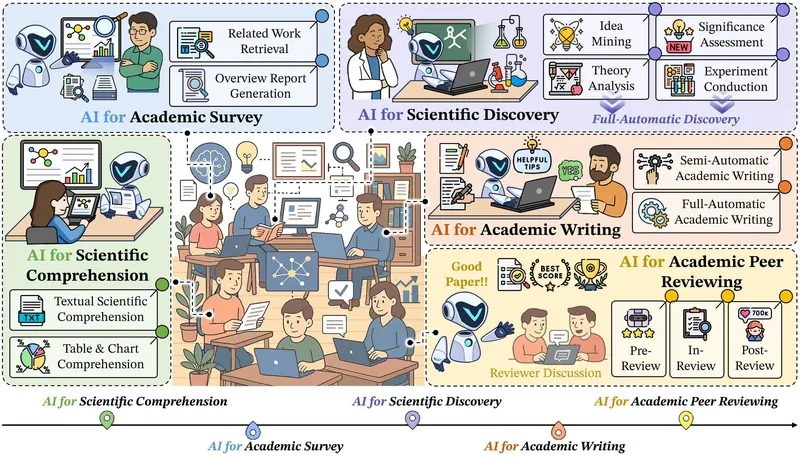 Related Work
Retrieval
Overview Report
Generation
AI for Academic Survey
Idea
Mining
Significance
Assessment
NEW
Theory
Analysis
Experiment
Conduction
AI for Scientific Discovery
Full-Automatic Discovery
AI for Scientific
Comprehension
TXT
Textual Scientific
Comprehension
Table & Chart
Comprehension
HELPFUL
TIPS
YES
Semi-Automatic
Academic Writing
Full-Automatic
Academic Writing
AI for Academic Writing
Good
Paper!!
BEST
SCORE
AI for Academic Peer
Reviewing
Reviewer Discussion
Pre-
Review
In-
Review
700K
Post-
Review
AI for Scientific Comprehension
AI for Academic Survey
AI for Scientific Discovery
AI for Academic Writing
AI for Academic Peer Reviewing